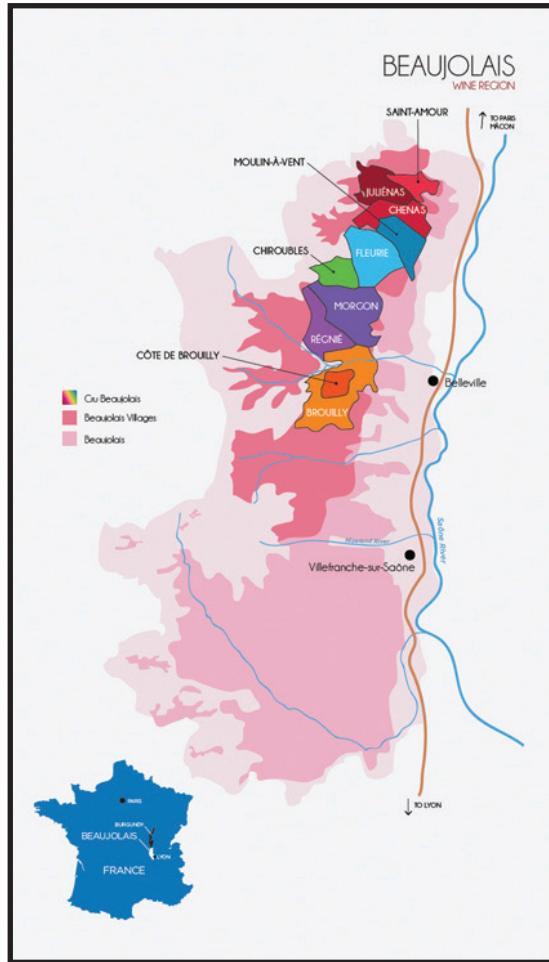 BEAUJOLAIS
WINE REGION
SAINT-AMOUR
TO PARIS
MÂCON
MOULIN-À-VENT
JULIÉNAS
CHENAS
FLEURIE
CHIROUBLES
MORGON
RÉGNIÉ
CÔTE DE BROUILLY
Belleville
BROUILLY
Cru Beaujolais
Beaujolais Villages
Beaujolais
Saône River
River
Villefranche-sur-Saône
TO LYON
PARIS
BURGUNDY
BEAUJOLAIS
LYON
FRANCE